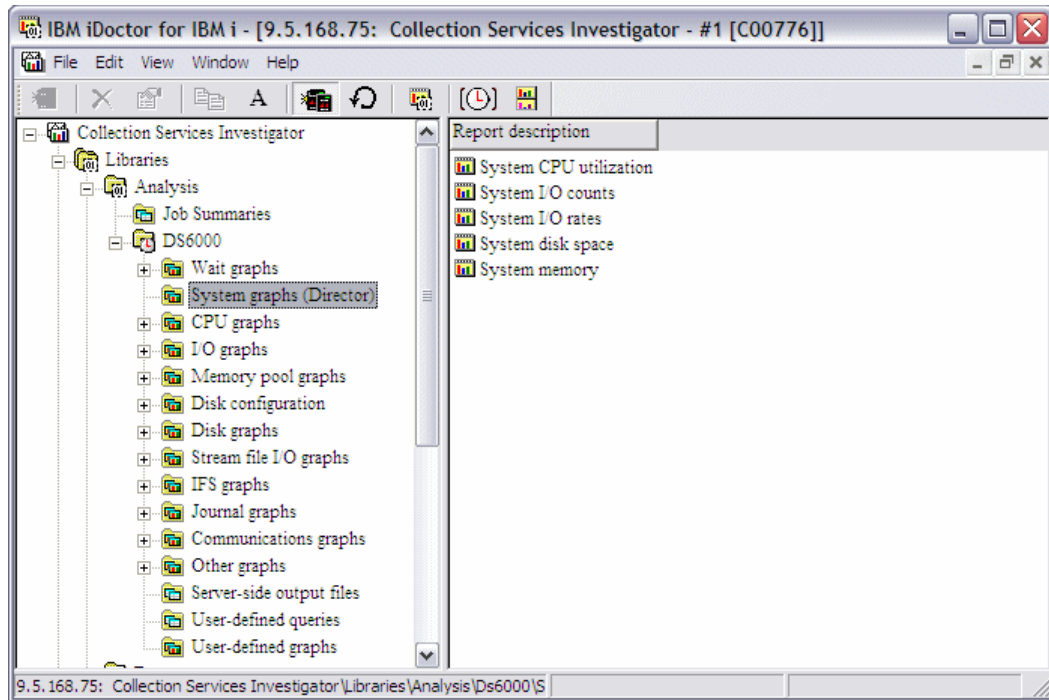 IBM iDoctor for IBM i - [9.5.168.75: Collection Services Investigator - #1 [C00776]]
File Edit View Window Help
A
Collection Services Investigator
Libraries
Analysis
Job Summaries
DS6000
Wait graphs
System graphs (Director)
CPU graphs
I/O graphs
Memory pool graphs
Disk configuration
Disk graphs
Stream file I/O graphs
IFS graphs
Journal graphs
Communications graphs
Other graphs
Server-side output files
User-defined queries
User-defined graphs
Report description
System CPU utilization
System I/O counts
System I/O rates
System disk space
System memory
9.5.168.75: Collection Services Investigator\Libraries\Analysis\Ds6000\S